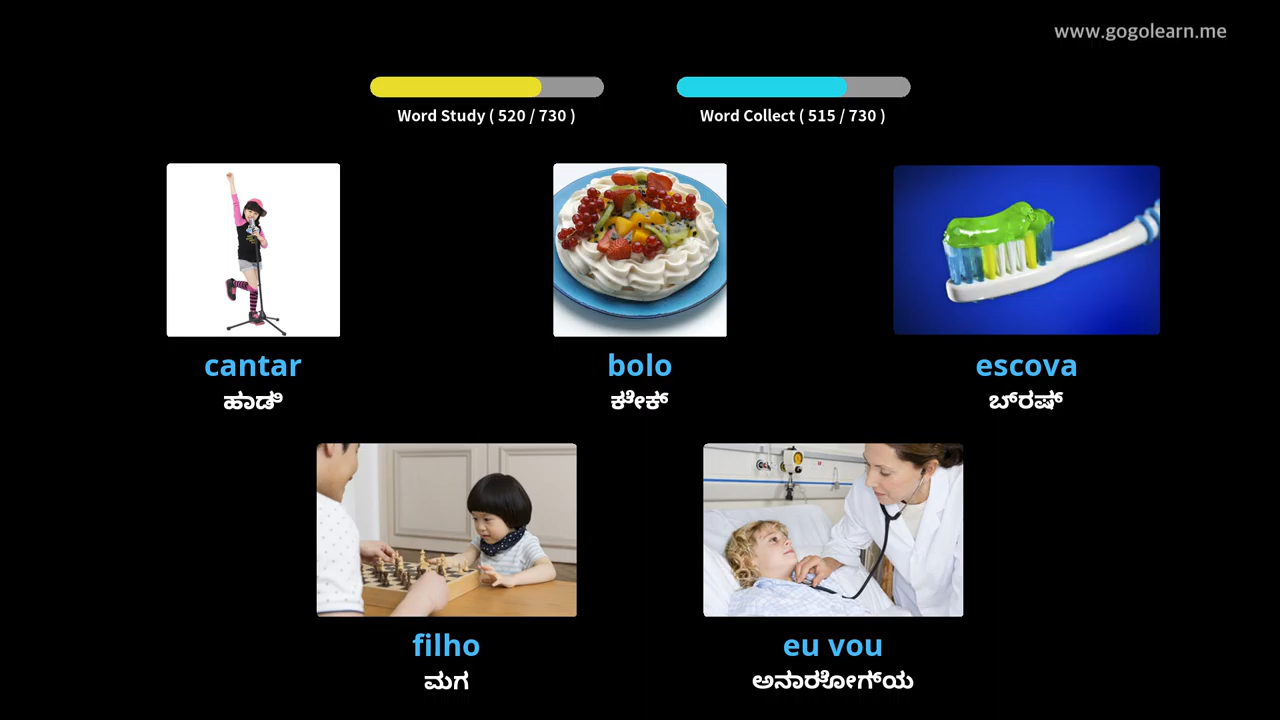 www.gogolearn.me
Word Study ( 520 / 730 )
Word Collect ( 515 / 730 )
cantar
ಹಾಡಿ
bolo
ಕೇಕ್
escova
ಬ್ರಷ್
filho
ಮಗ
eu vou
ಅನಾರೋಗ್ಯ